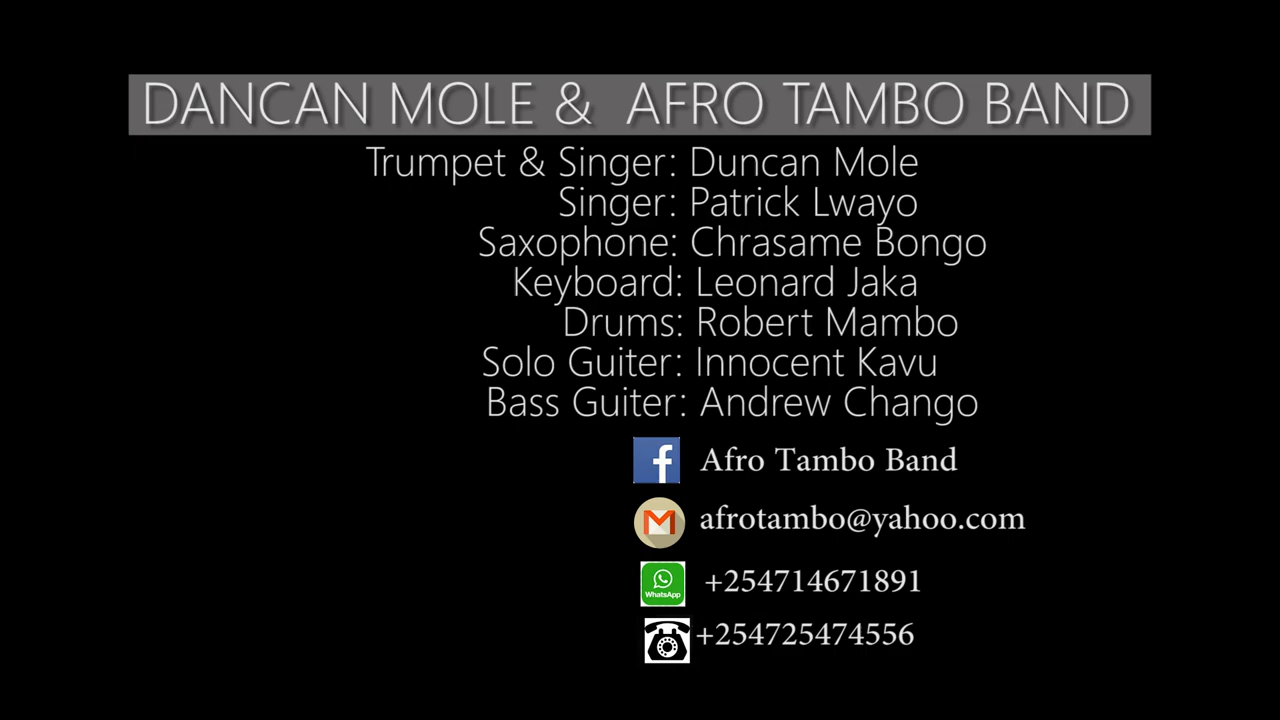 DANCAN MOLE & AFRO TAMBO BAND
Trumpet & Singer: Duncan Mole
Singer: Patrick Lwayo
Saxophone: Chrasame Bongo
Keyboard: Leonard Jaka
Drums: Robert Mambo
Solo Guiter: Innocent Kavu
Bass Guiter: Andrew Chango
f Afro Tambo Band
M afrotambo@yahoo.com
WhatsApp +254714671891
+254725474556